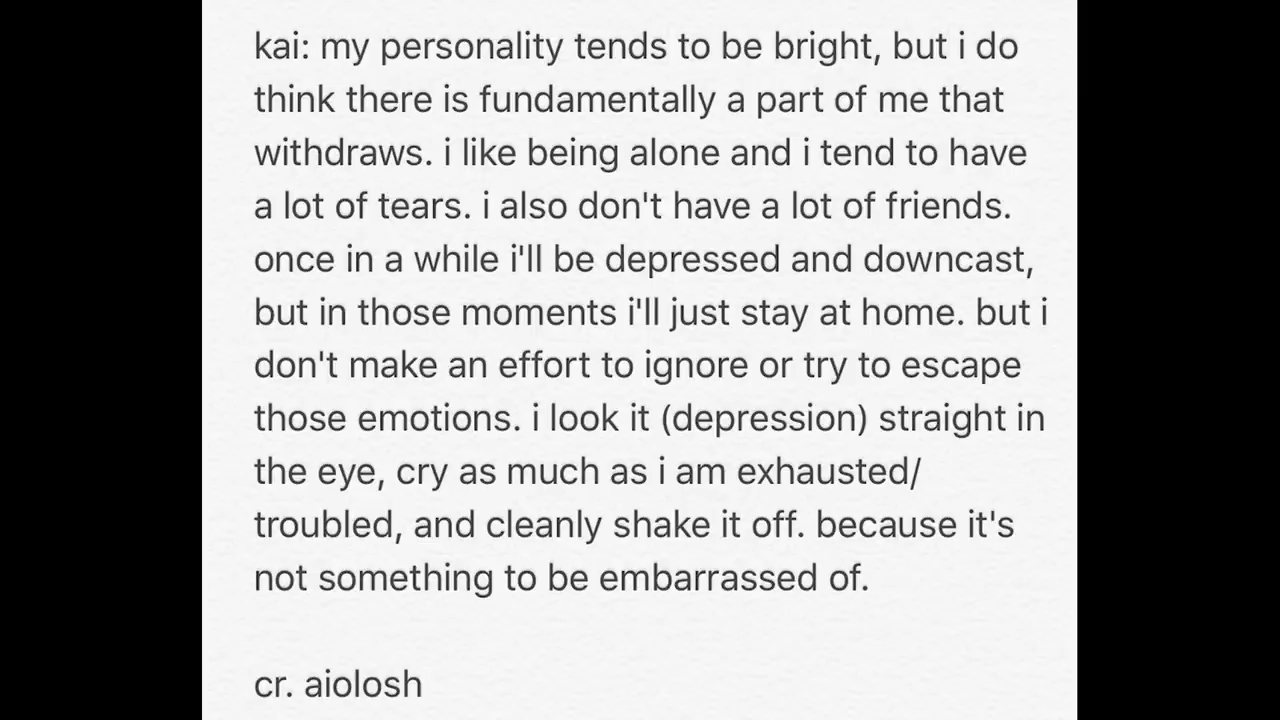 kai: my personality tends to be bright, but i do
think there is fundamentally a part of me that
withdraws. i like being alone and i tend to have
a lot of tears. i also don't have a lot of friends.
once in a while i'll be depressed and downcast,
but in those moments i'll just stay at home. but i
don't make an effort to ignore or try to escape
those emotions. i look it (depression) straight in
the eye, cry as much as i am exhausted/
troubled, and cleanly shake it off. because it's
not something to be embarrassed of.
cr. aiolosh